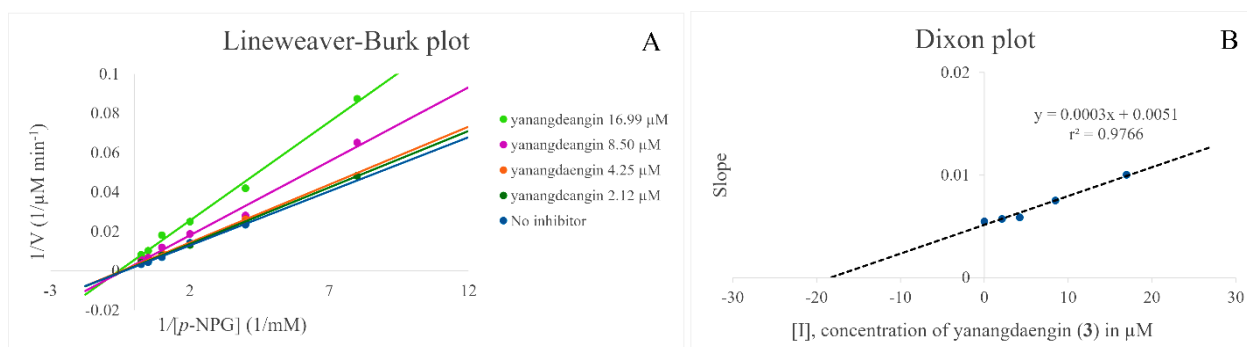 Lineweaver-Burk plot
A
1/V (1/µM min⁻¹)
0.1
0.08
0.06
0.04
0.02
0
-0.02
-3
2
7
12
1/[p-NPG] (1/mM)
yanangdeangin 16.99 µM
yanangdeangin 8.50 µM
yanangdaengin 4.25 µM
yanangdeangin 2.12 µM
No inhibitor
Dixon plot
B
Slope
0.02
0.01
0
y = 0.0003x + 0.0051
r² = 0.9766
-30
-20
-10
0
10
20
30
[I], concentration of yanangdaengin (3) in µM